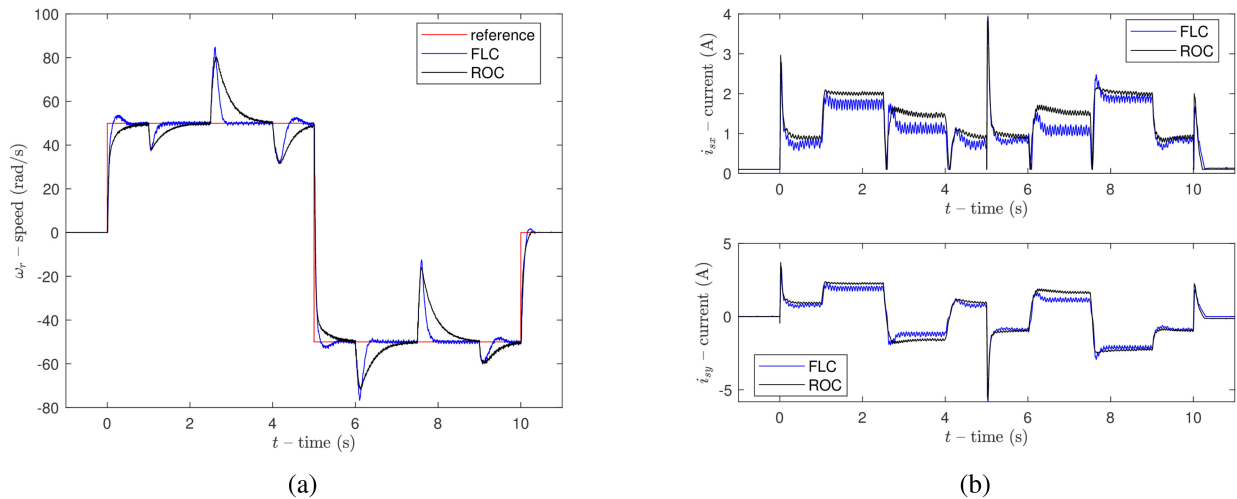 100
80
60
40
20
0
-20
-40
-60
-80
0
2
4
6
8
10
ω_r – speed (rad/s)
t – time (s)
reference
FLC
ROC
(a)
4
3
2
1
0
0
2
4
6
8
10
i_sx – current (A)
t – time (s)
FLC
ROC
5
0
-5
0
2
4
6
8
10
i_sy – current (A)
t – time (s)
FLC
ROC
(b)